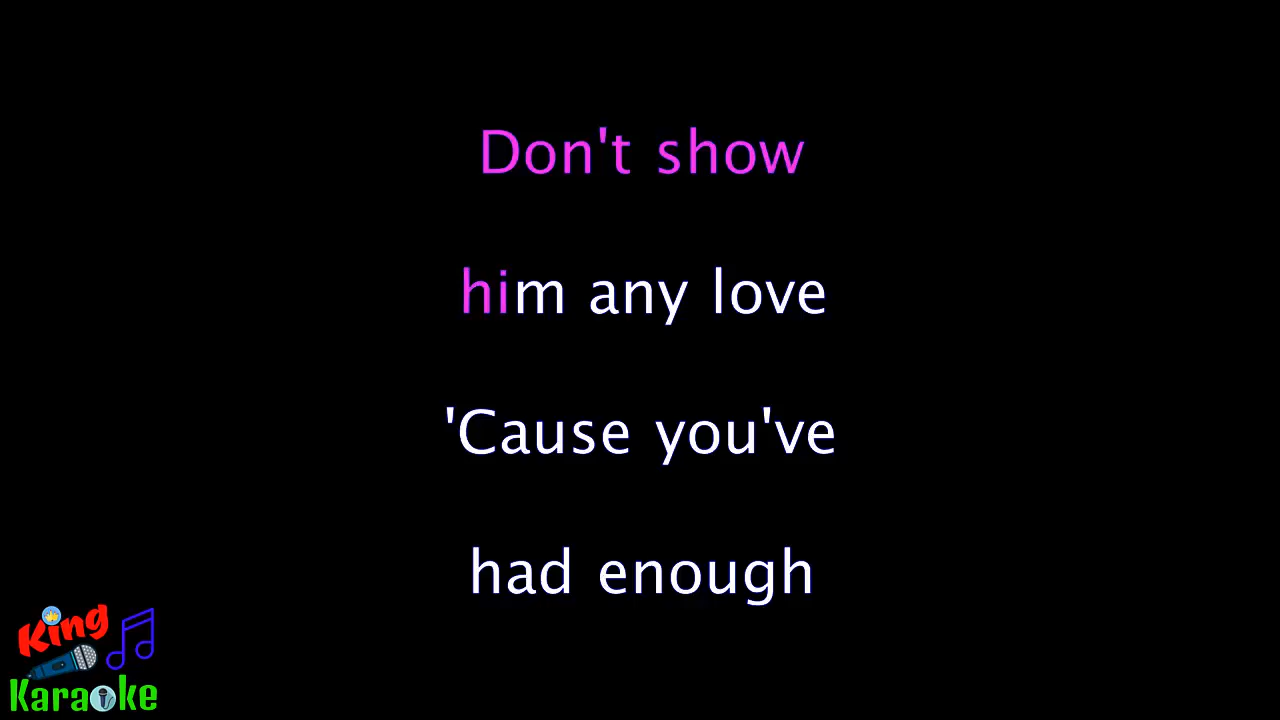 Don't show
him any love
'Cause you've
had enough
King
Karaoke